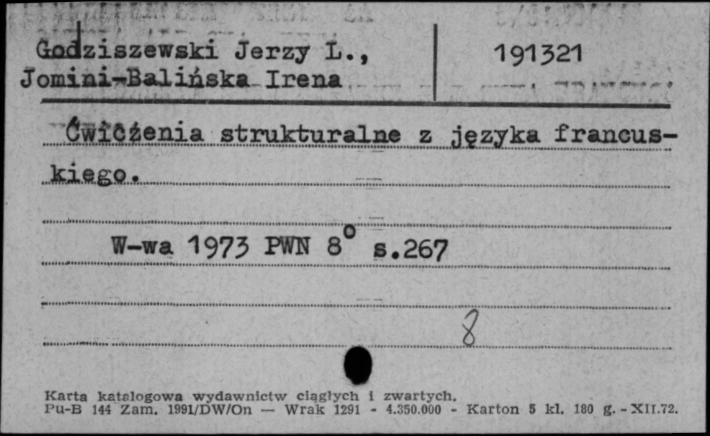 Godziszewski Jerzy L.,
191321
Jomini-Balińska Irena
Ćwiczenia strukturalne z języka francus-
kiego.
W-wa 1973 PWN 8° s.267
8
Karta katalogowa wydawnictw ciągłych i zwartych.
Pu-B 144 Zam. 1991/DW/On — Wrak 1291 - 4.350.000 - Karton 5 kl. 180 g. - XII.72.